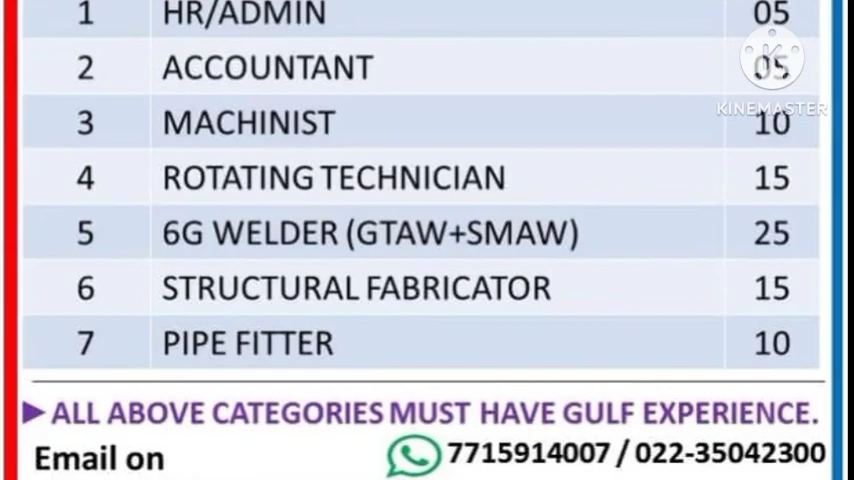 1 HR/ADMIN 05
2 ACCOUNTANT 05
KINEMASTER
3 MACHINIST 10
4 ROTATING TECHNICIAN 15
5 6G WELDER (GTAW+SMAW) 25
6 STRUCTURAL FABRICATOR 15
7 PIPE FITTER 10
ALL ABOVE CATEGORIES MUST HAVE GULF EXPERIENCE.
Email on 7715914007 / 022-35042300